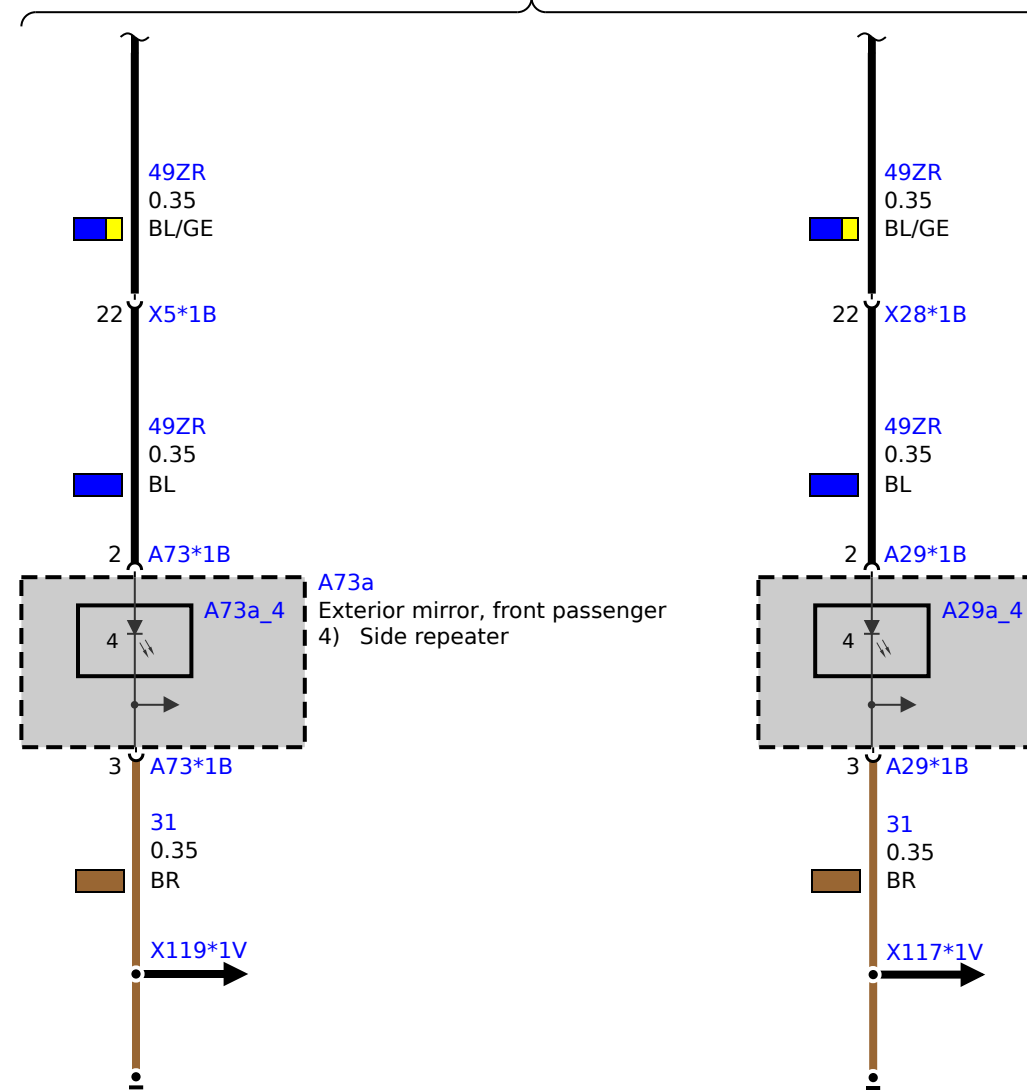 49ZR
0.35
BL/GE
22 X5*1B
49ZR
0.35
BL
2 A73*1B
A73a
Exterior mirror, front passenger
4) Side repeater
A73a_4
4
3 A73*1B
31
0.35
BR
X119*1V
49ZR
0.35
BL/GE
22 X28*1B
49ZR
0.35
BL
2 A29*1B
A29a_4
4
3 A29*1B
31
0.35
BR
X117*1V